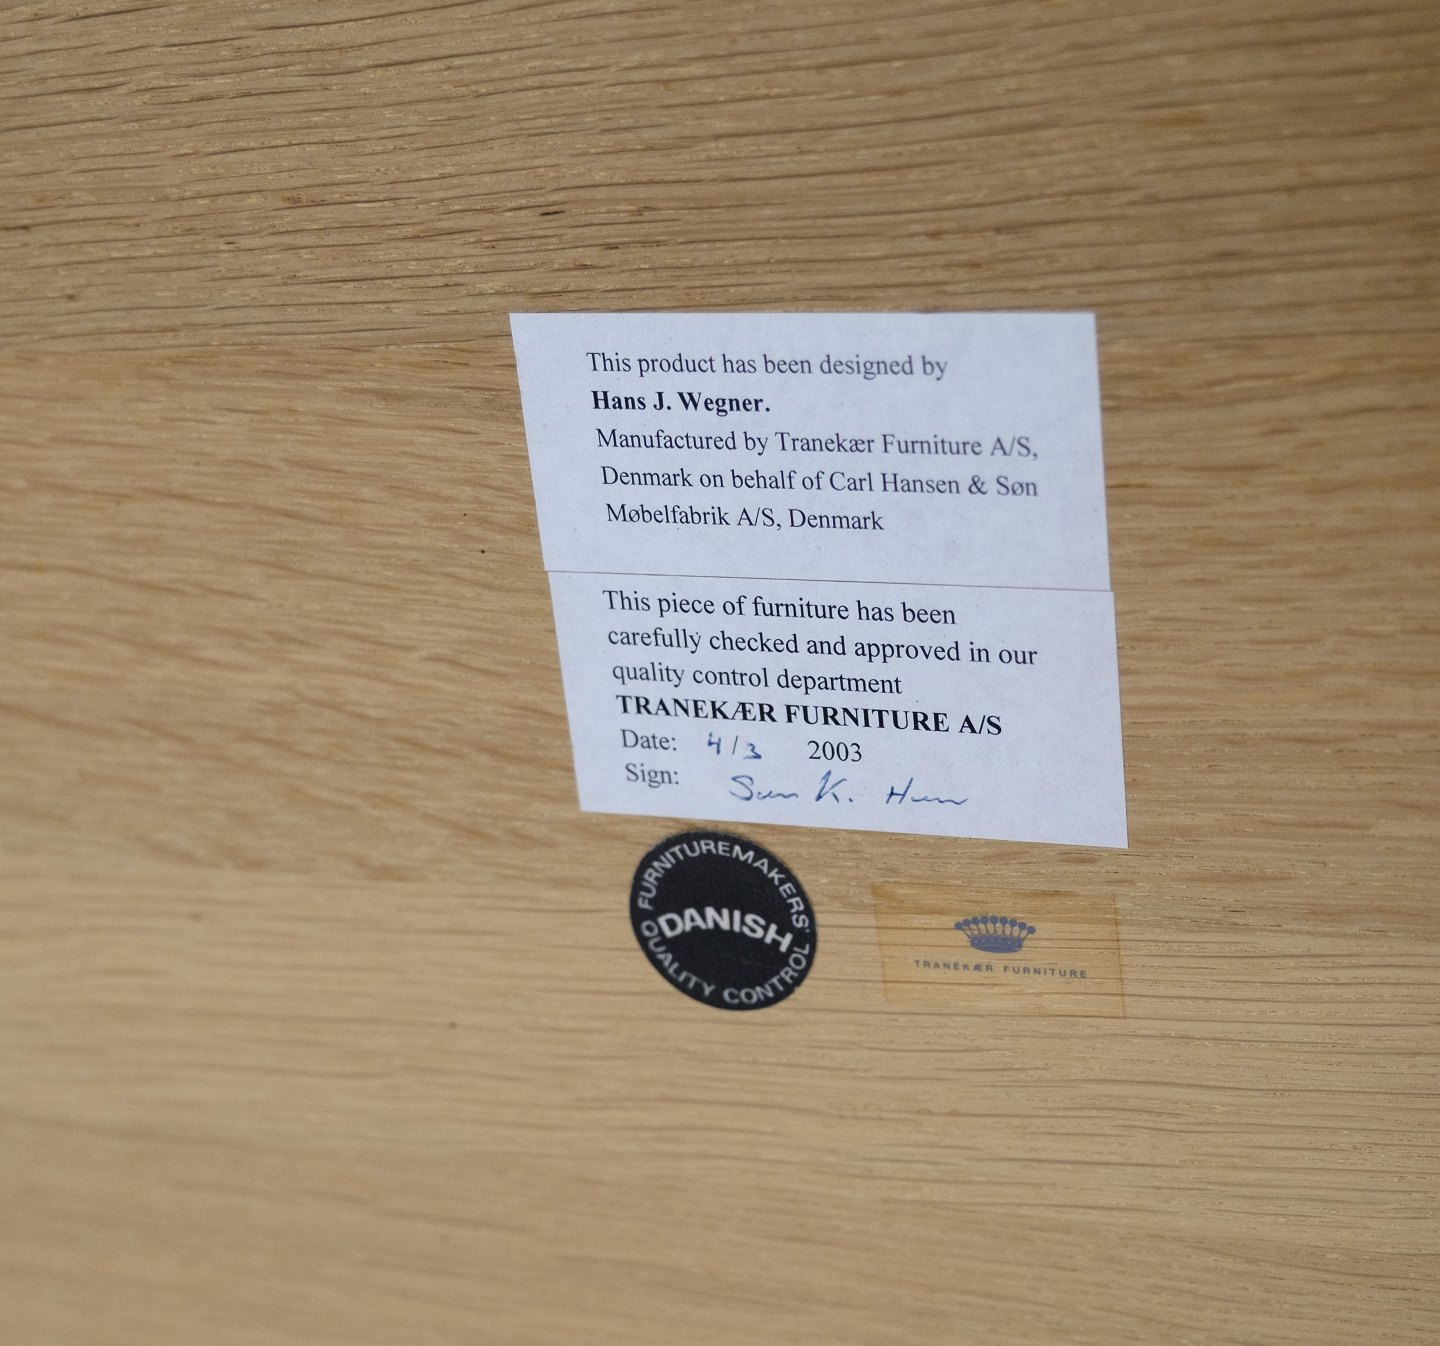 This product has been designed by
Hans J. Wegner.
Manufactured by Tranekær Furniture A/S,
Denmark on behalf of Carl Hansen & Søn
Møbelfabrik A/S, Denmark
This piece of furniture has been
carefully checked and approved in our
quality control department
TRANEKÆR FURNITURE A/S
Date: 4/3 2003
Sign: K.
FURNITUREMAKERS'
DANISH
QUALITY CONTROL
TRANEKÆR FURNITURE